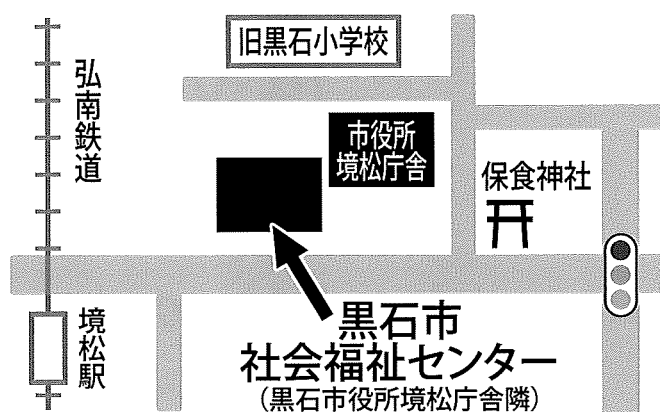 旧黒石小学校
弘南鉄道
市役所
境松庁舎
保食神社
境松駅
黒石市
社会福祉センター
（黒石市役所境松庁舎隣）